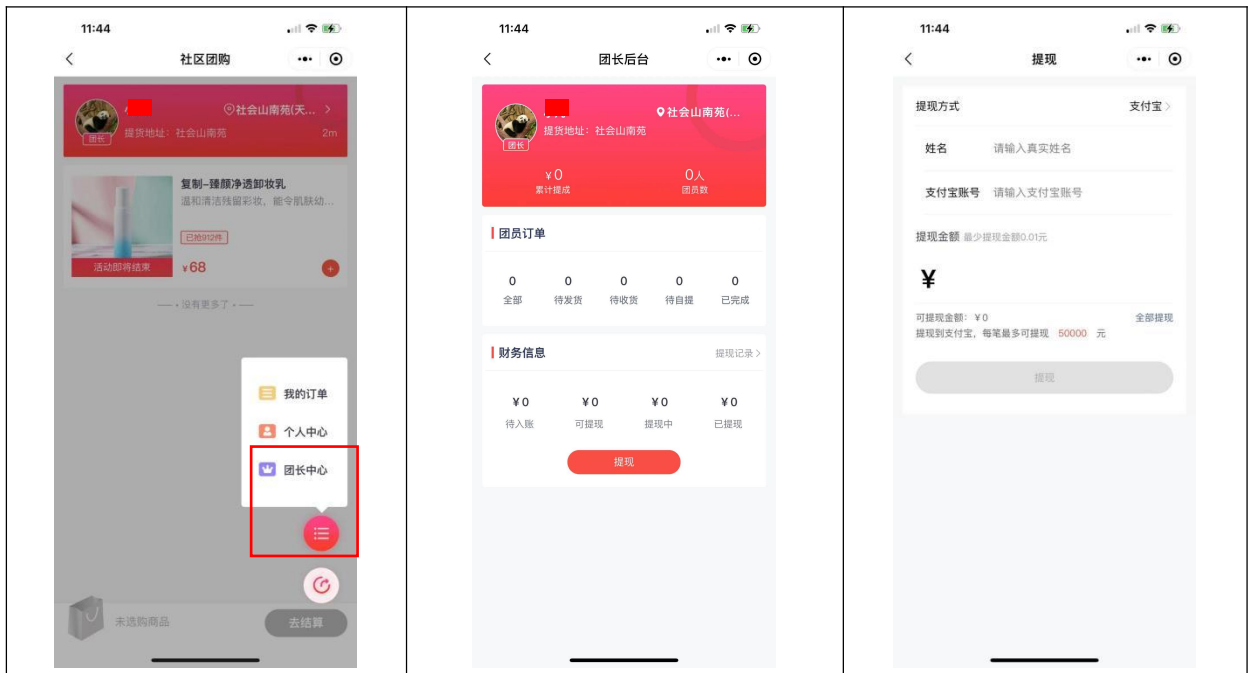 11:44
社区团购
社会山南苑(天...
提货地址：社会山南苑
2m
团长
复制-臻颜净透卸妆乳
温和清洁残留彩妆，能令肌肤幼...
已抢912件
活动即将结束
¥68
没有更多了
我的订单
个人中心
团长中心
未选购商品
去结算
11:44
团长后台
社会山南苑(...
提货地址：社会山南苑
团长
¥0
0人
累计提成
团员数
团员订单
0 0 0 0 0
全部 待发货 待收货 待自提 已完成
财务信息
提现记录
¥0 ¥0 ¥0 ¥0
待入账 可提现 提现中 已提现
提现
11:44
提现
提现方式
支付宝
姓名 请输入真实姓名
支付宝账号 请输入支付宝账号
提现金额 最少提现金额0.01元
¥
可提现金额：¥0
全部提现
提现到支付宝，每笔最多可提现 50000 元
提现